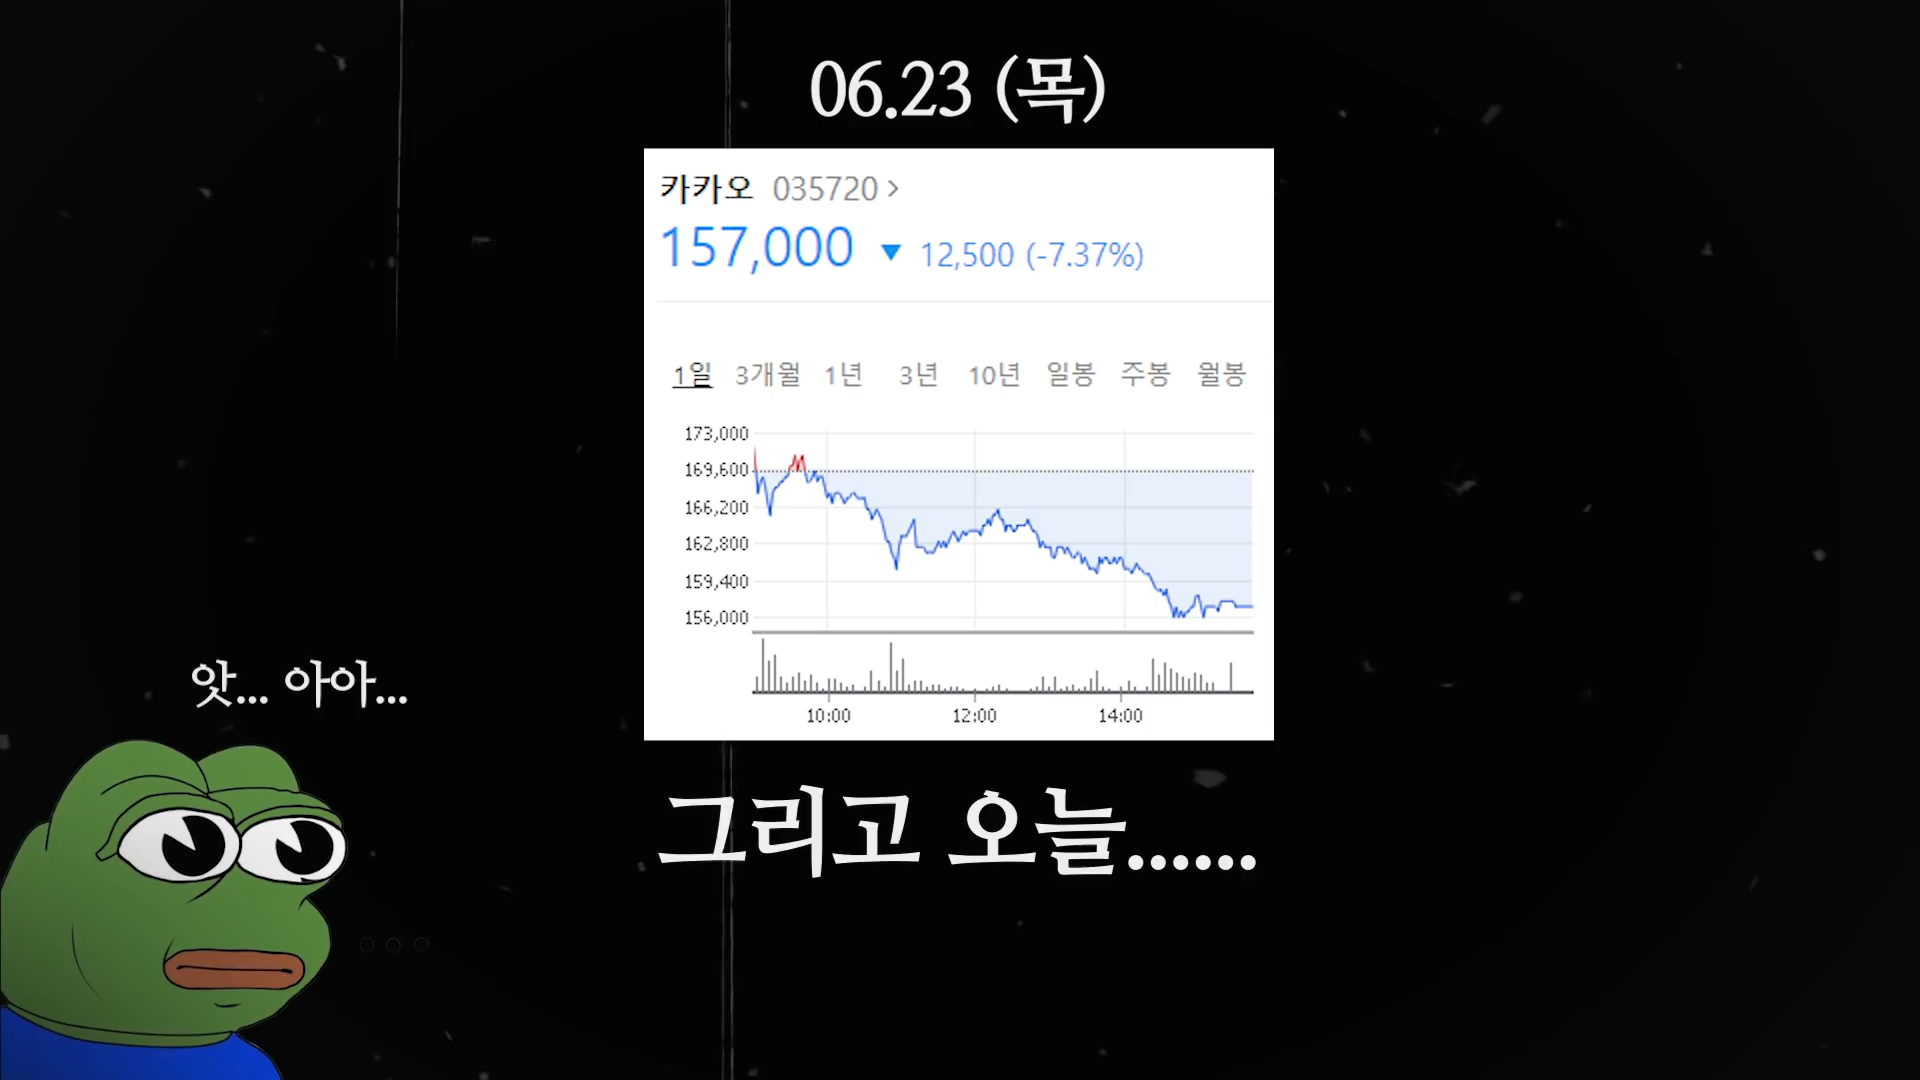 06.23 (목)
카카오 035720 >
157,000 ▼ 12,500 (-7.37%)
1일 3개월 1년 3년 10년 일봉 주봉 월봉
173,000
169,600
166,200
162,800
159,400
156,000
10:00 12:00 14:00
앗... 아아...
그리고 오늘......